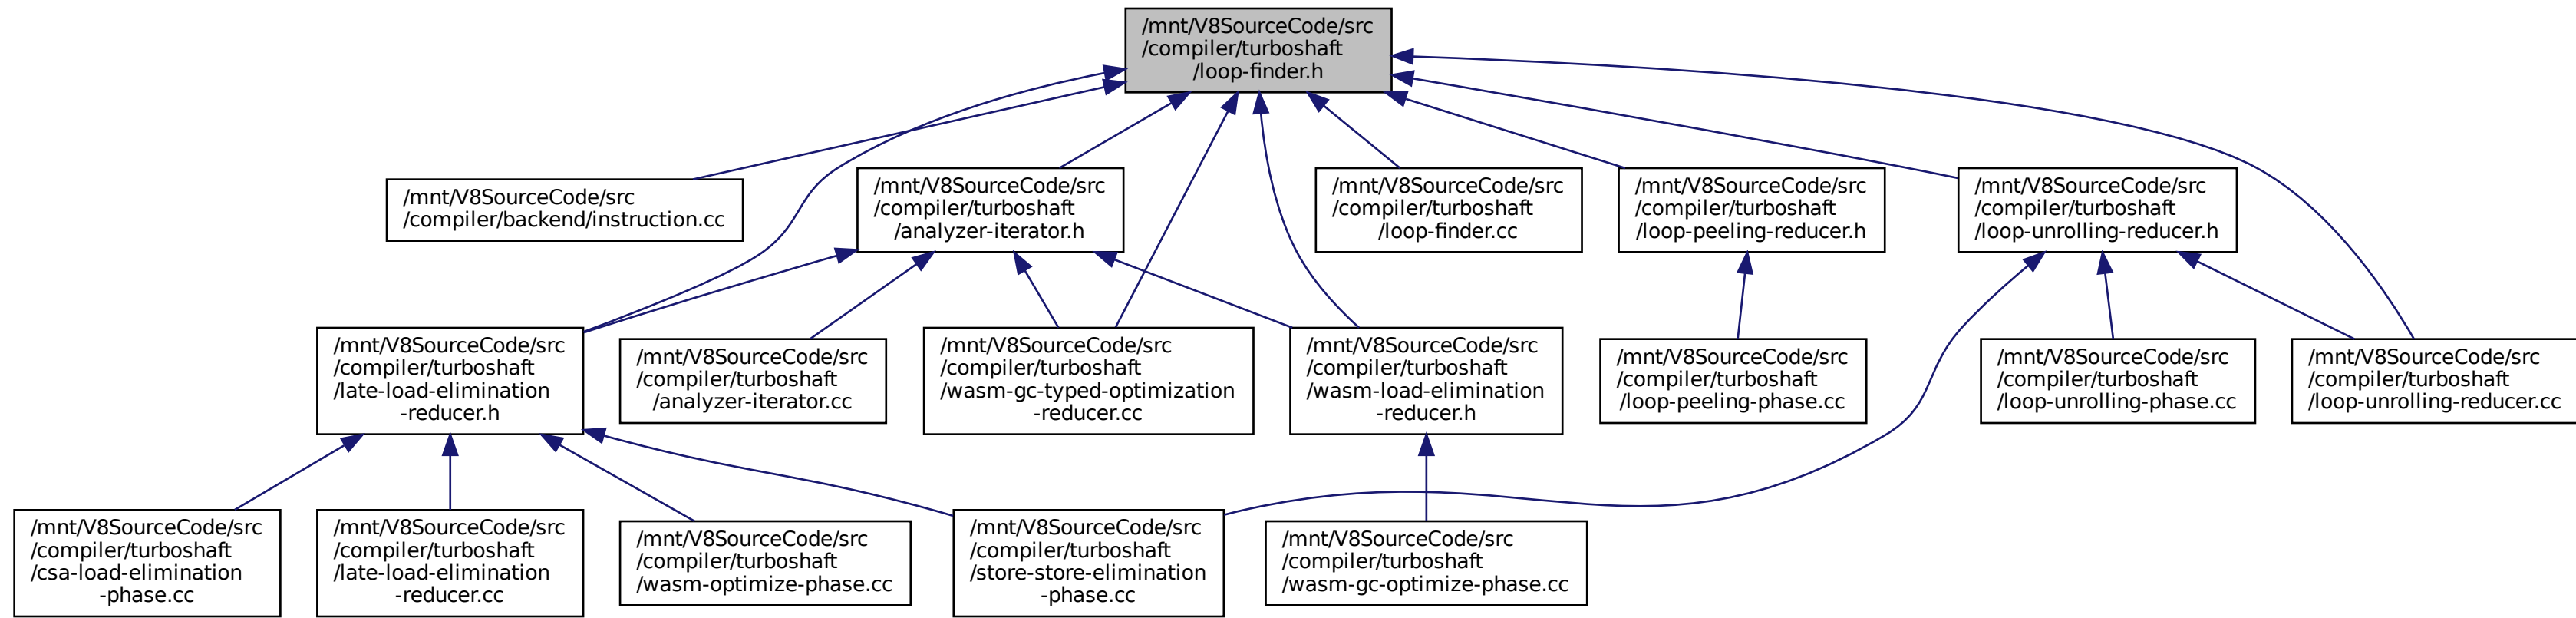 /mnt/V8SourceCode/src
/compiler/turboshaft
/loop-finder.h
/mnt/V8SourceCode/src
/compiler/backend/instruction.cc
/mnt/V8SourceCode/src
/compiler/turboshaft
/analyzer-iterator.h
/mnt/V8SourceCode/src
/compiler/turboshaft
/loop-finder.cc
/mnt/V8SourceCode/src
/compiler/turboshaft
/loop-peeling-reducer.h
/mnt/V8SourceCode/src
/compiler/turboshaft
/loop-unrolling-reducer.h
/mnt/V8SourceCode/src
/compiler/turboshaft
/late-load-elimination
-reducer.h
/mnt/V8SourceCode/src
/compiler/turboshaft
/analyzer-iterator.cc
/mnt/V8SourceCode/src
/compiler/turboshaft
/wasm-gc-typed-optimization
-reducer.cc
/mnt/V8SourceCode/src
/compiler/turboshaft
/wasm-load-elimination
-reducer.h
/mnt/V8SourceCode/src
/compiler/turboshaft
/loop-peeling-phase.cc
/mnt/V8SourceCode/src
/compiler/turboshaft
/loop-unrolling-phase.cc
/mnt/V8SourceCode/src
/compiler/turboshaft
/loop-unrolling-reducer.cc
/mnt/V8SourceCode/src
/compiler/turboshaft
/csa-load-elimination
-phase.cc
/mnt/V8SourceCode/src
/compiler/turboshaft
/late-load-elimination
-reducer.cc
/mnt/V8SourceCode/src
/compiler/turboshaft
/wasm-optimize-phase.cc
/mnt/V8SourceCode/src
/compiler/turboshaft
/store-store-elimination
-phase.cc
/mnt/V8SourceCode/src
/compiler/turboshaft
/wasm-gc-optimize-phase.cc